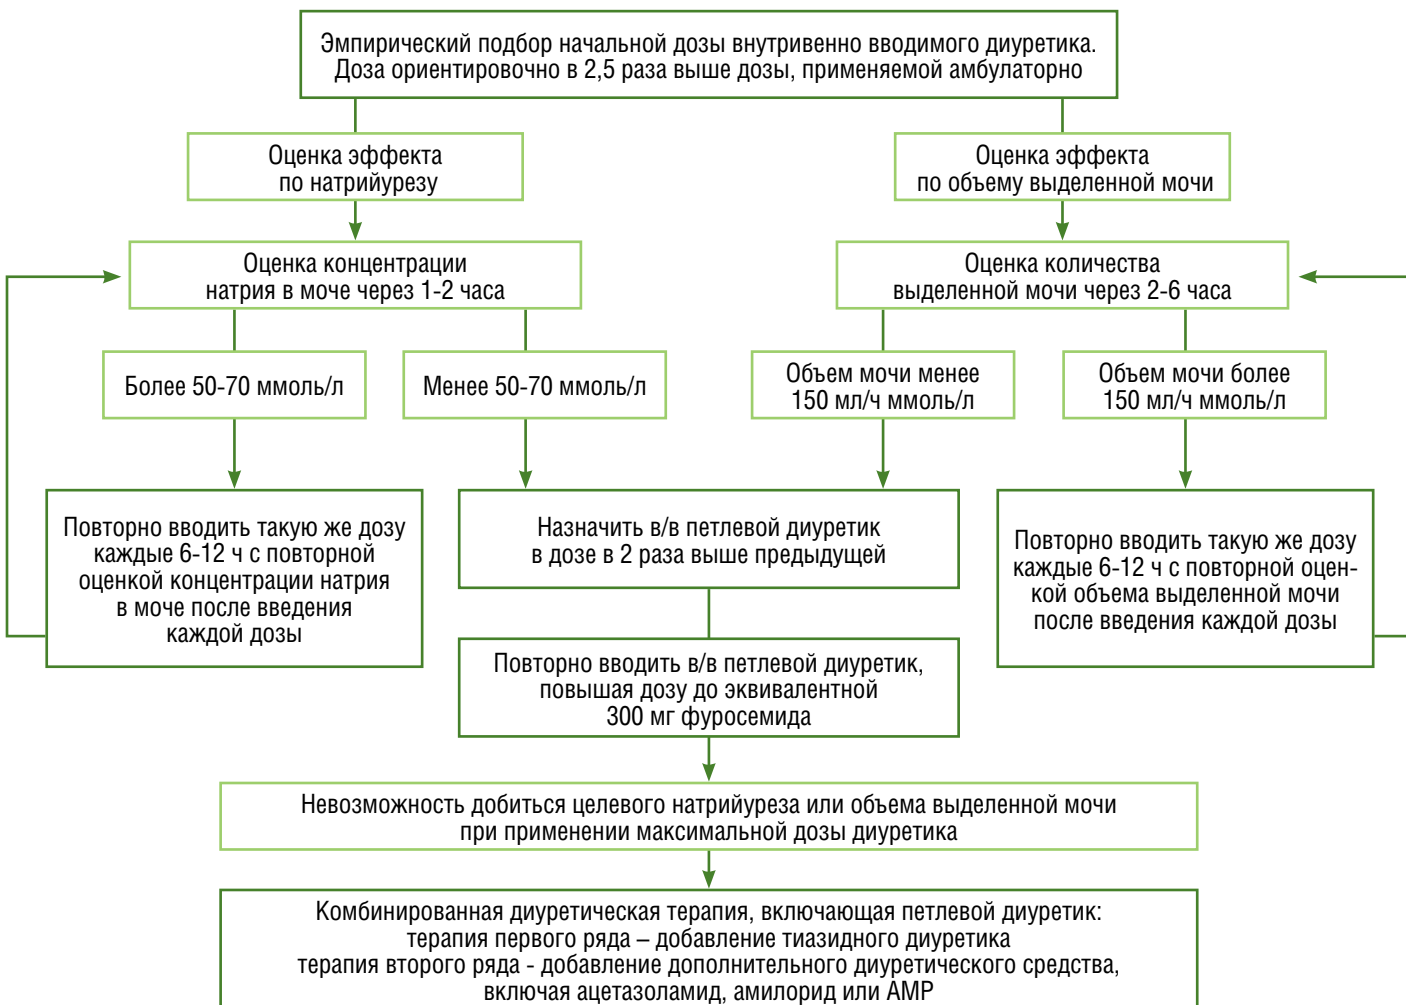 Эмпирический подбор начальной дозы внутривенно вводимого диуретика.
Доза ориентировочно в 2,5 раза выше дозы, применяемой амбулаторно
Оценка эффекта
по натрийурезу
Оценка эффекта
по объему выделенной мочи
Оценка концентрации
натрия в моче через 1-2 часа
Оценка количества
выделенной мочи через 2-6 часа
Более 50-70 ммоль/л
Менее 50-70 ммоль/л
Объем мочи менее
150 мл/ч ммоль/л
Объем мочи более
150 мл/ч ммоль/л
Повторно вводить такую же дозу
каждые 6-12 ч с повторной
оценкой концентрации натрия
в моче после введения
каждой дозы
Назначить в/в петлевой диуретик
в дозе в 2 раза выше предыдущей
Повторно вводить такую же дозу
каждые 6-12 ч с повторной оцен-
кой объема выделенной мочи
после введения каждой дозы
Повторно вводить в/в петлевой диуретик,
повышая дозу до эквивалентной
300 мг фуросемида
Невозможность добиться целевого натрийуреза или объема выделенной мочи
при применении максимальной дозы диуретика
Комбинированная диуретическая терапия, включающая петлевой диуретик:
терапия первого ряда – добавление тиазидного диуретика
терапия второго ряда - добавление дополнительного диуретического средства,
включая ацетазоламид, амилорид или АМР